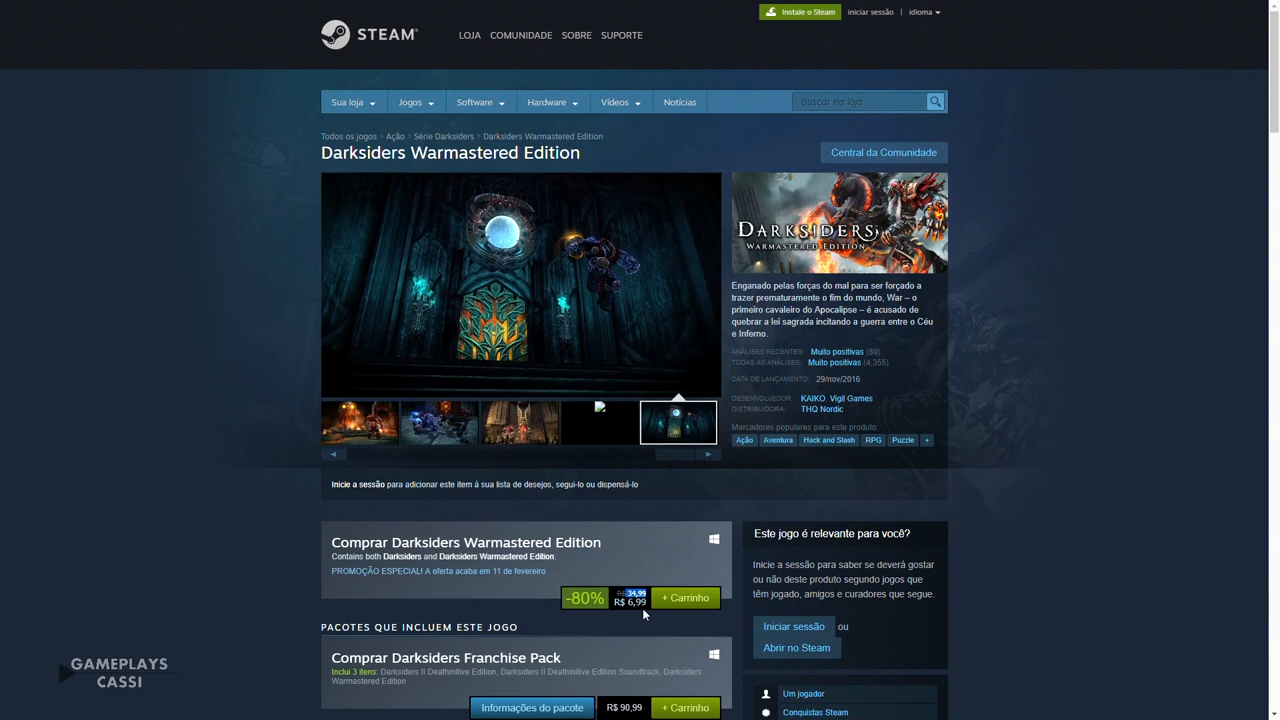 Instale o Steam
iniciar sessão | idioma
STEAM
LOJA COMUNIDADE SOBRE SUPORTE
Sua loja Jogos Software Hardware Vídeos Notícias
buscar na loja
Todos os jogos > Ação > Série Darksiders > Darksiders Warmastered Edition
Darksiders Warmastered Edition
Central da Comunidade
DARKSIDERS
WARMASTERED EDITION
Enganado pelas forças do mal para ser forçado a
trazer prematuramente o fim do mundo, War – o
primeiro cavaleiro do Apocalipse – é acusado de
quebrar a lei sagrada incitando a guerra entre o Céu
e Inferno.
ANÁLISES RECENTES: Muito positivas (89)
TODAS AS ANÁLISES: Muito positivas (4,355)
DATA DE LANÇAMENTO: 29/nov/2016
DESENVOLVEDOR: KAIKO, Vigil Games
DISTRIBUIDORA: THQ Nordic
Marcadores populares para este produto:
Ação Aventura Hack and Slash RPG Puzzle +
Inicie a sessão para adicionar este item à sua lista de desejos, segui-lo ou dispensá-lo
Comprar Darksiders Warmastered Edition
Contains both Darksiders and Darksiders Warmastered Edition.
PROMOÇÃO ESPECIAL! A oferta acaba em 11 de fevereiro
-80% R$ 34,99
R$ 6,99
+ Carrinho
PACOTES QUE INCLUEM ESTE JOGO
Comprar Darksiders Franchise Pack
Inclui 3 itens: Darksiders II Deathinitive Edition, Darksiders II Deathinitive Edition Soundtrack, Darksiders
Warmastered Edition
Informações do pacote R$ 90,99 + Carrinho
Este jogo é relevante para você?
Inicie a sessão para saber se deverá gostar
ou não deste produto segundo jogos que
têm jogado, amigos e curadores que segue.
Iniciar sessão ou
Abrir no Steam
Um jogador
Conquistas Steam
GAMEPLAYS
CASSI